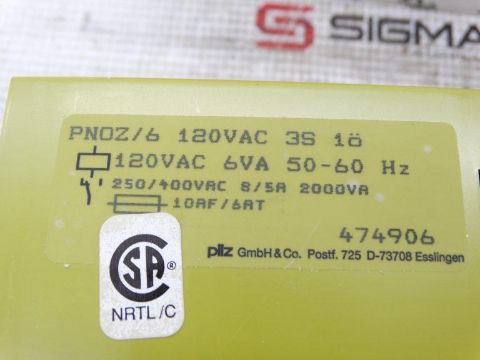 SIGMA
PNOZ/6 120VAC 3S 1ö
120VAC 6VA 50-60 Hz
250/400VAC 8/5A 2000VA
10AF/6AT
474906
pilz GmbH & Co. Postf. 725 D-73708 Esslingen
CSA ®
NRTL/C